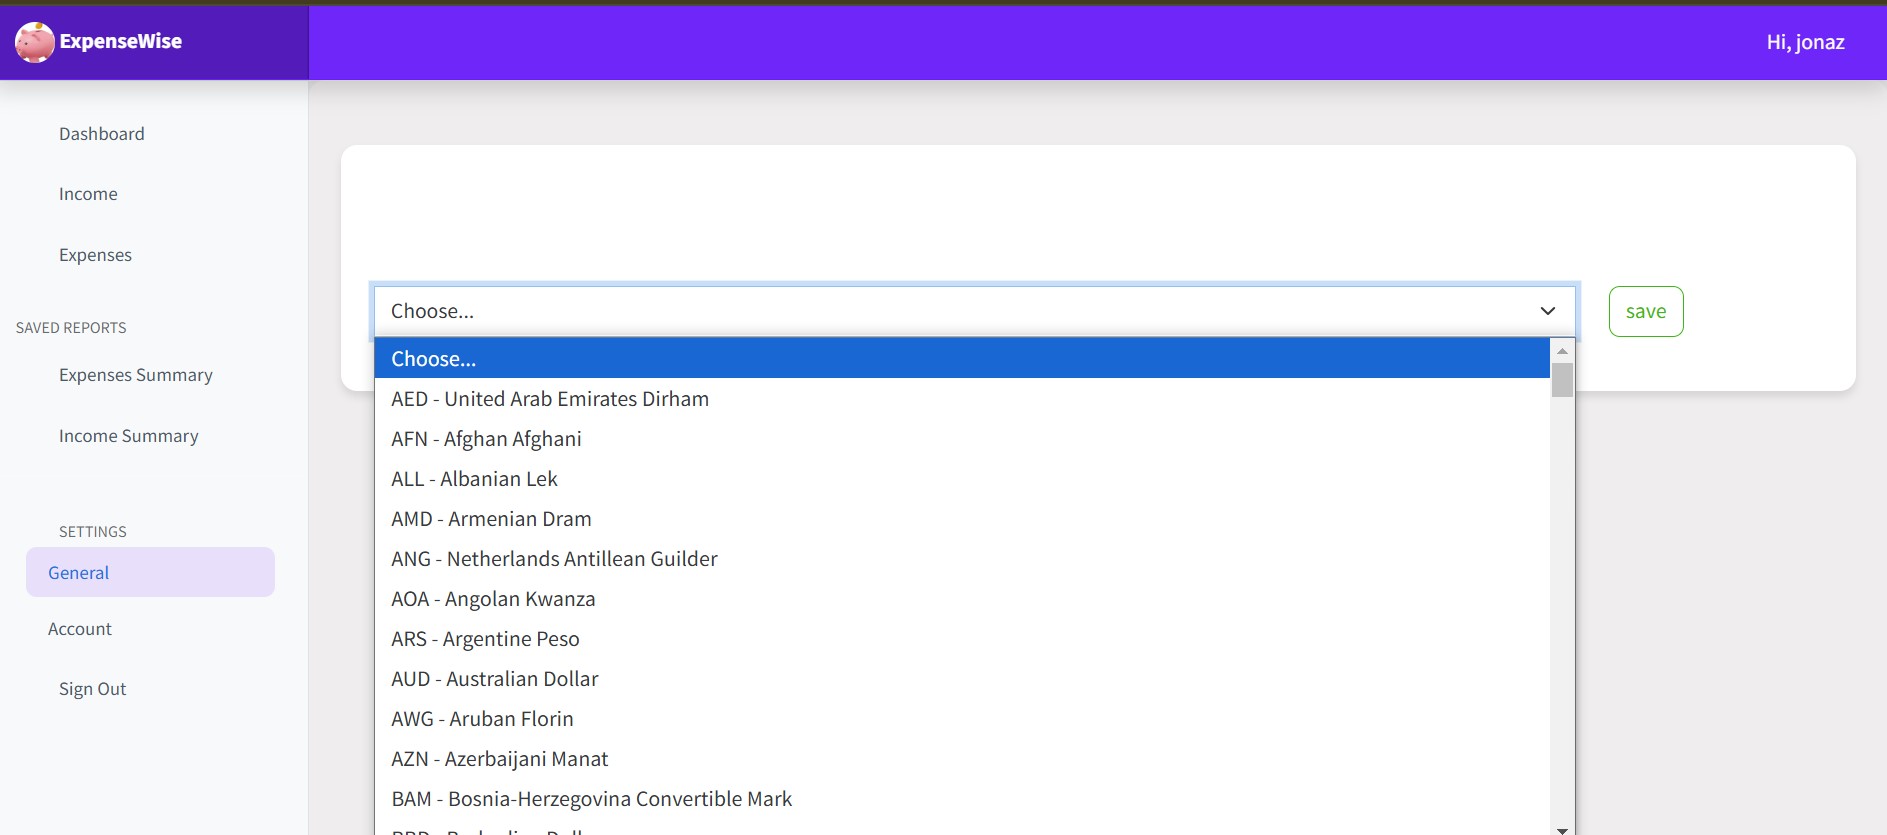 ExpenseWise
Hi, jonaz
Dashboard
Income
Expenses
SAVED REPORTS
Expenses Summary
Income Summary
SETTINGS
General
Account
Sign Out
Choose...
save
Choose...
AED - United Arab Emirates Dirham
AFN - Afghan Afghani
ALL - Albanian Lek
AMD - Armenian Dram
ANG - Netherlands Antillean Guilder
AOA - Angolan Kwanza
ARS - Argentine Peso
AUD - Australian Dollar
AWG - Aruban Florin
AZN - Azerbaijani Manat
BAM - Bosnia-Herzegovina Convertible Mark